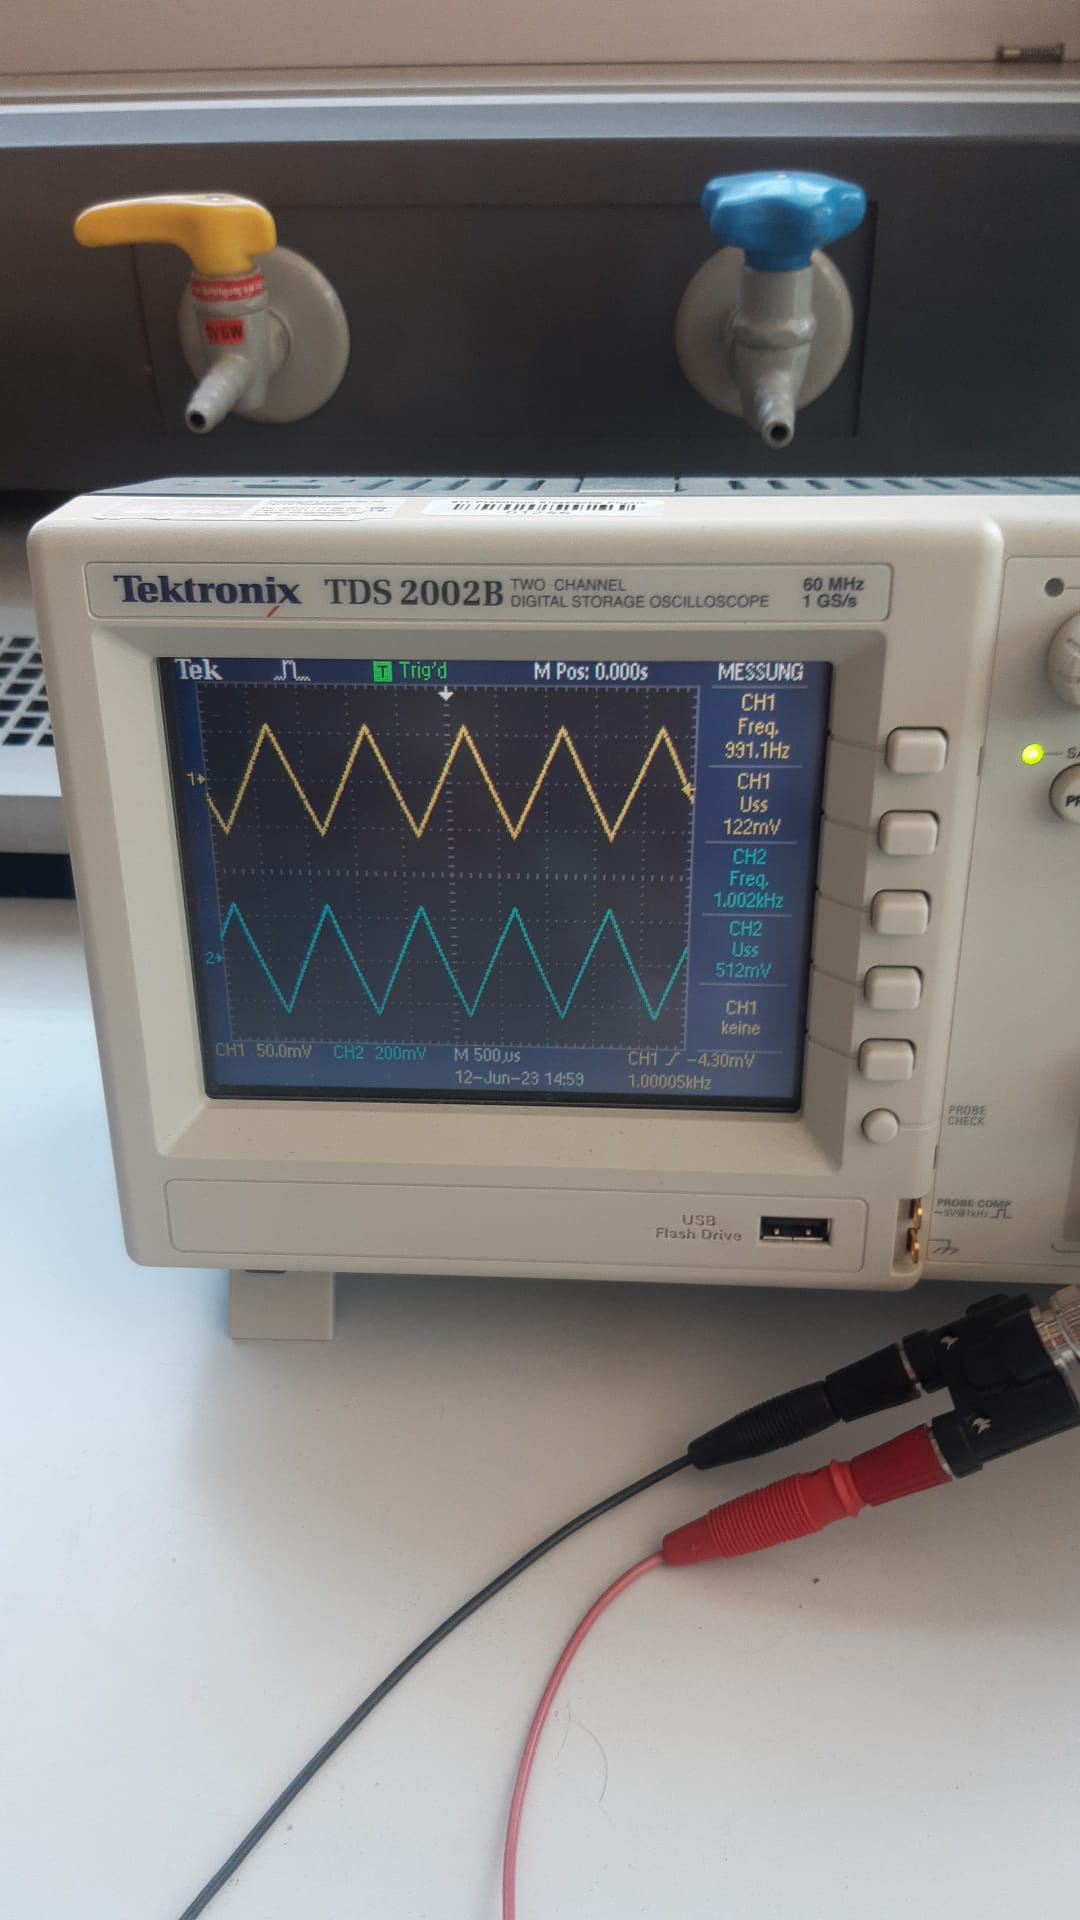 DVGW
Tektronix TDS 2002B TWO CHANNEL
DIGITAL STORAGE OSCILLOSCOPE
60 MHz
1 GS/s
Tek
T Trig'd
M Pos: 0.000s
MESSUNG
CH1
Freq.
991.1Hz
CH1
Uss
122mV
CH2
Freq.
1.002kHz
CH2
Uss
512mV
CH1
keine
1
2
CH1 50.0mV CH2 200mV M 500µs CH1 -4.30mV
12-Jun-23 14:59 1.00005kHz
PROBE
CHECK
PROBE COMP
~5V@1kHz
USB
Flash Drive